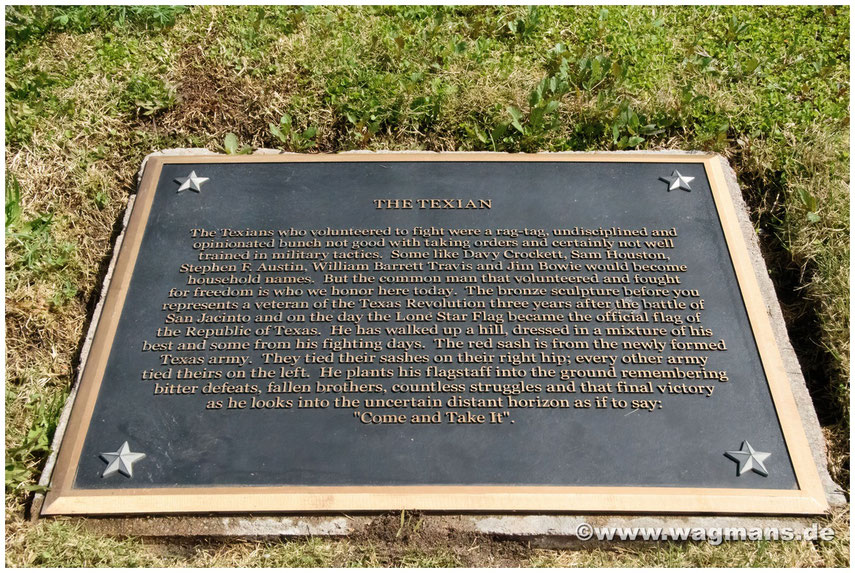 THE TEXIAN
The Texians who volunteered to fight were a rag-tag, undisciplined and
opinionated bunch not good with taking orders and certainly not well
trained in military tactics. Some like Davy Crockett, Sam Houston,
Stephen F. Austin, William Barrett Travis and Jim Bowie would become
household names. But the common man that volunteered and fought
for freedom is who we honor here today. The bronze sculpture before you
represents a veteran of the Texas Revolution three years after the battle of
San Jacinto and on the day the Lone Star Flag became the official flag of
the Republic of Texas. He has walked up a hill, dressed in a mixture of his
best and some from his fighting days. The red sash is from the newly formed
Texas army. They tied their sashes on their right hip; every other army
tied theirs on the left. He plants his flagstaff into the ground remembering
bitter defeats, fallen brothers, countless struggles and that final victory
as he looks into the uncertain distant horizon as if to say:
"Come and Take It".
©www.wagmans.de